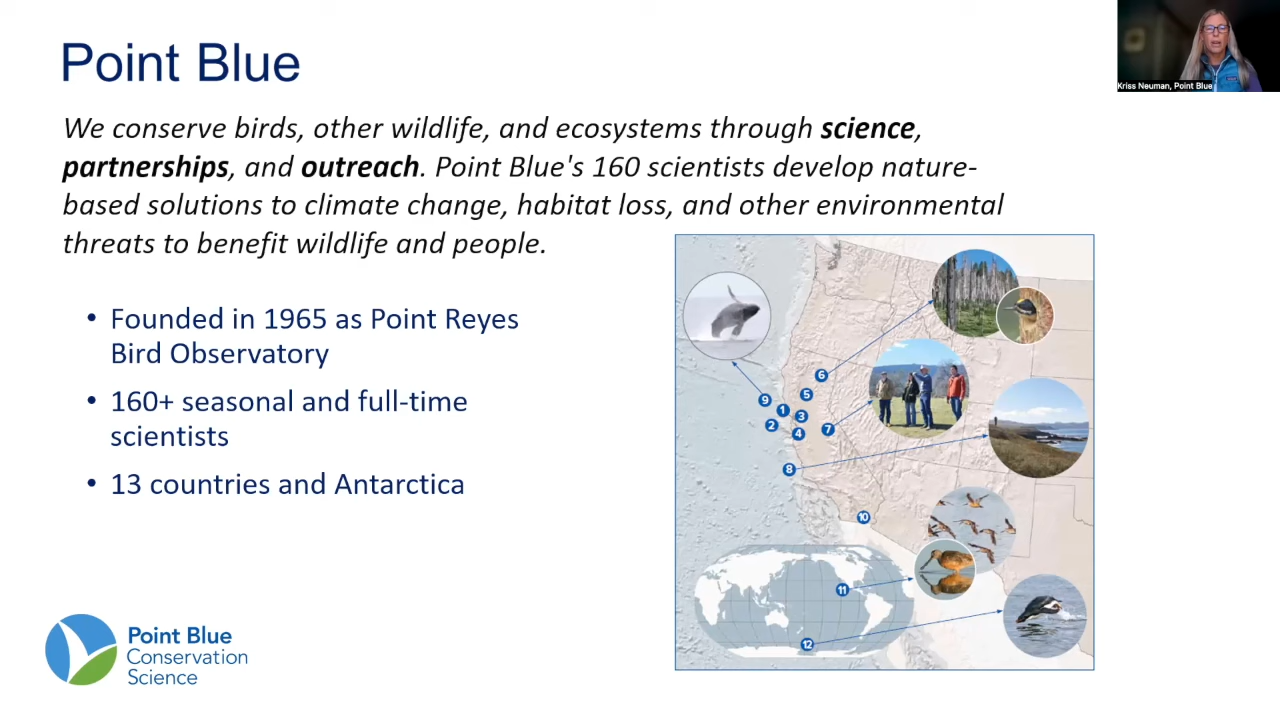 Point Blue
We conserve birds, other wildlife, and ecosystems through science,
partnerships, and outreach. Point Blue's 160 scientists develop nature-
based solutions to climate change, habitat loss, and other environmental
threats to benefit wildlife and people.
• Founded in 1965 as Point Reyes
Bird Observatory
• 160+ seasonal and full-time
scientists
• 13 countries and Antarctica
Kriss Neuman, Point Blue
6
5
9
1
3
2
4
7
8
10
11
12
Point Blue
Conservation
Science